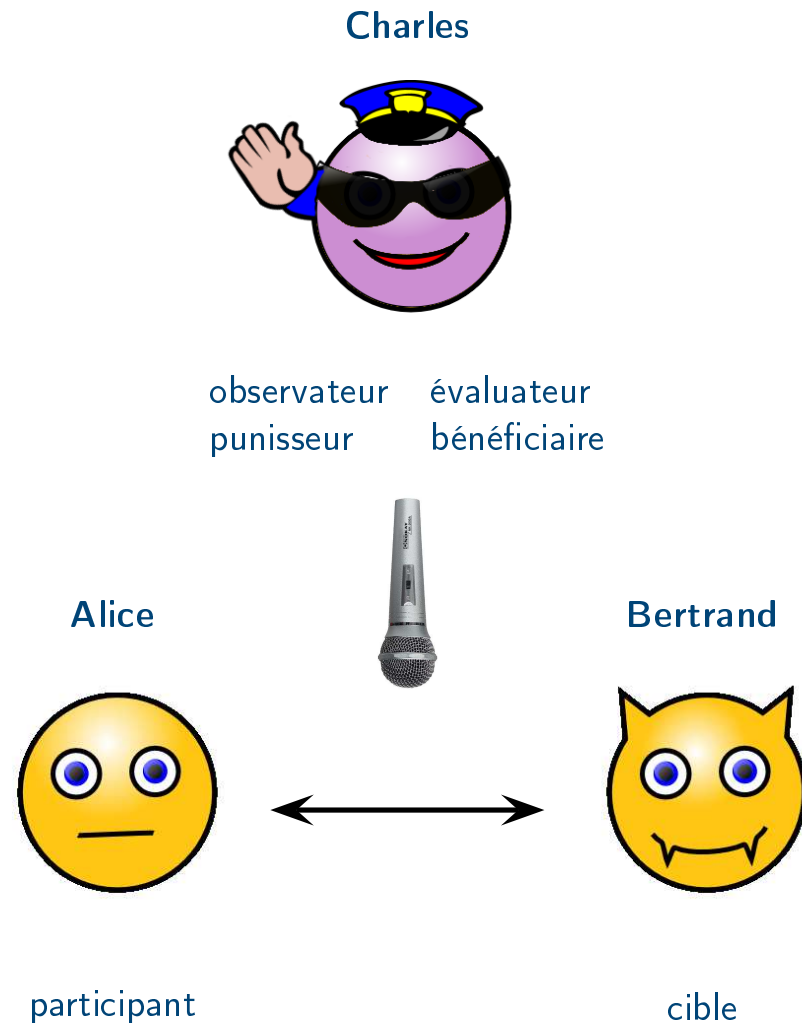 Charles
observateur évaluateur
punisseur bénéficiaire
Alice
Bertrand
participant
cible